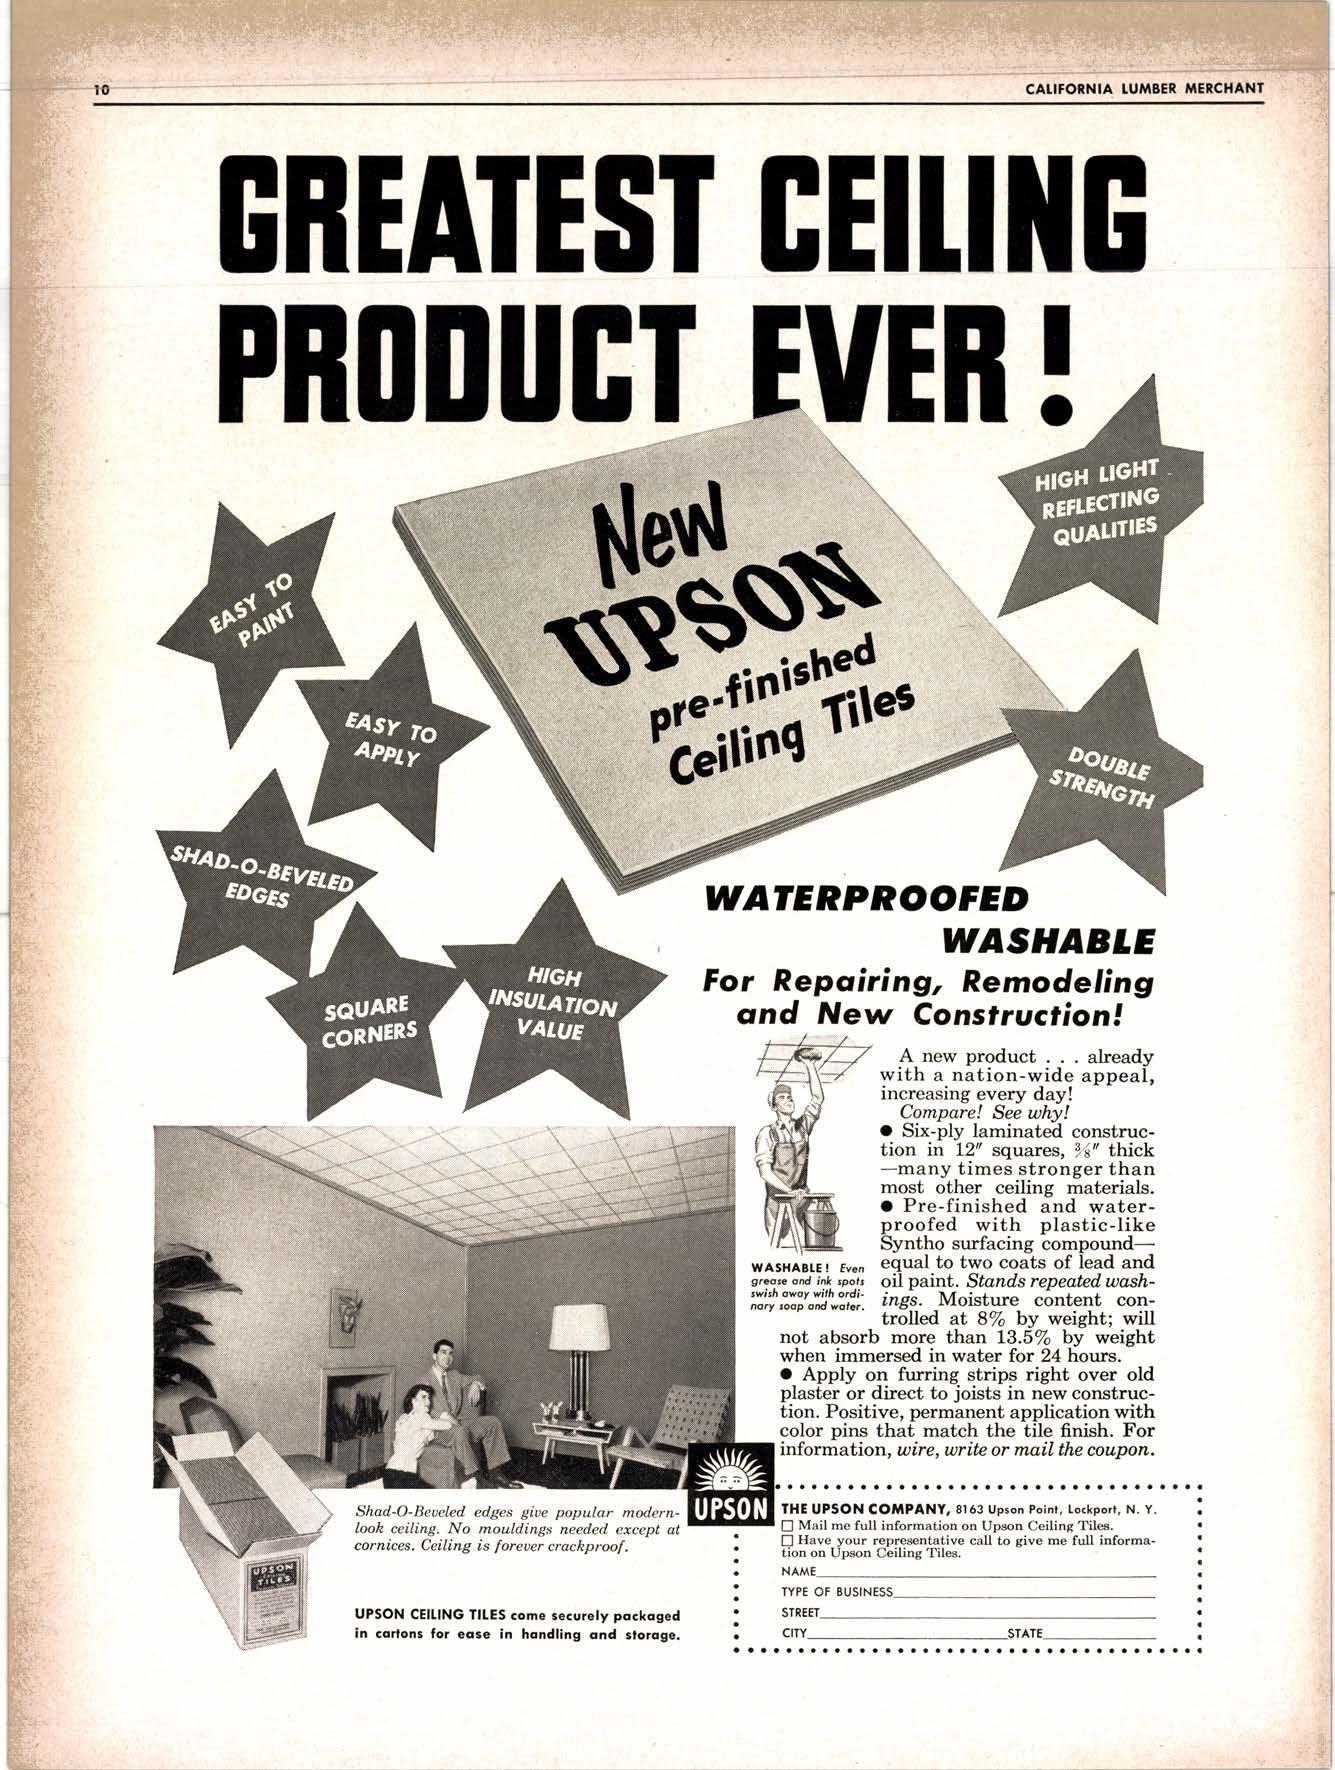 10
CALIFORNIA LUMBER MERCHANT
GREATEST CEILING
PRODUCT EVER!
New
UPSON
pre-finished
Ceiling Tiles
HIGH LIGHT
REFLECTING
QUALITIES
EASY TO
PAINT
EASY TO
APPLY
DOUBLE
STRENGTH
SHAD-O-BEVELED
EDGES
SQUARE
CORNERS
HIGH
INSULATION
VALUE
WATERPROOFED
WASHABLE
For Repairing, Remodeling
and New Construction!
A new product . . . already
with a nation-wide appeal,
increasing every day!
Compare! See why!
● Six-ply laminated construc-
tion in 12" squares, ⅜" thick
—many times stronger than
most other ceiling materials.
● Pre-finished and water-
proofed with plastic-like
Syntho surfacing compound—
equal to two coats of lead and
oil paint. Stands repeated wash-
ings. Moisture content con-
trolled at 8% by weight; will
not absorb more than 13.5% by weight
when immersed in water for 24 hours.
● Apply on furring strips right over old
plaster or direct to joists in new construc-
tion. Positive, permanent application with
color pins that match the tile finish. For
information, wire, write or mail the coupon.
WASHABLE! Even
grease and ink spots
swish away with ordi-
nary soap and water.
Shad-O-Beveled edges give popular modern-
look ceiling. No mouldings needed except at
cornices. Ceiling is forever crackproof.
UPSON
TILES
UPSON CEILING TILES come securely packaged
in cartons for ease in handling and storage.
UPSON
THE UPSON COMPANY, 8163 Upson Point, Lockport, N. Y.
☐ Mail me full information on Upson Ceiling Tiles.
☐ Have your representative call to give me full informa-
tion on Upson Ceiling Tiles.
NAME
TYPE OF BUSINESS
STREET
CITY STATE